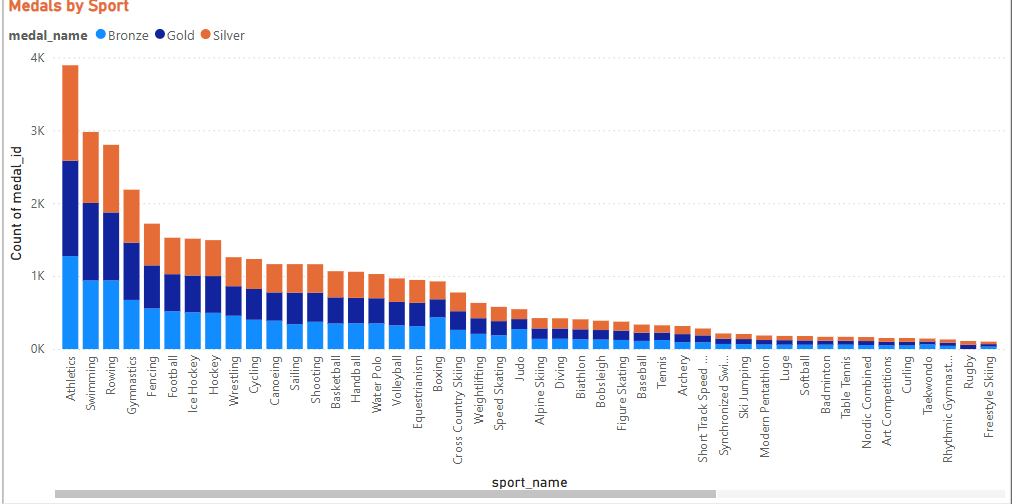 Medals by Sport
medal_name Bronze Gold Silver
4K
3K
2K
1K
0K
Count of medal_id
Athletics
Swimming
Rowing
Gymnastics
Fencing
Football
Ice Hockey
Hockey
Wrestling
Cycling
Canoeing
Sailing
Shooting
Basketball
Handball
Water Polo
Volleyball
Equestrianism
Boxing
Cross Country Skiing
Weightlifting
Speed Skating
Judo
Alpine Skiing
Diving
Biathlon
Bobsleigh
Figure Skating
Baseball
Tennis
Archery
Short Track Speed ...
Synchronized Swi...
Ski Jumping
Modern Pentathlon
Luge
Softball
Badminton
Table Tennis
Nordic Combined
Art Competitions
Curling
Taekwondo
Rhythmic Gymnast...
Rugby
Freestyle Skiing
sport_name